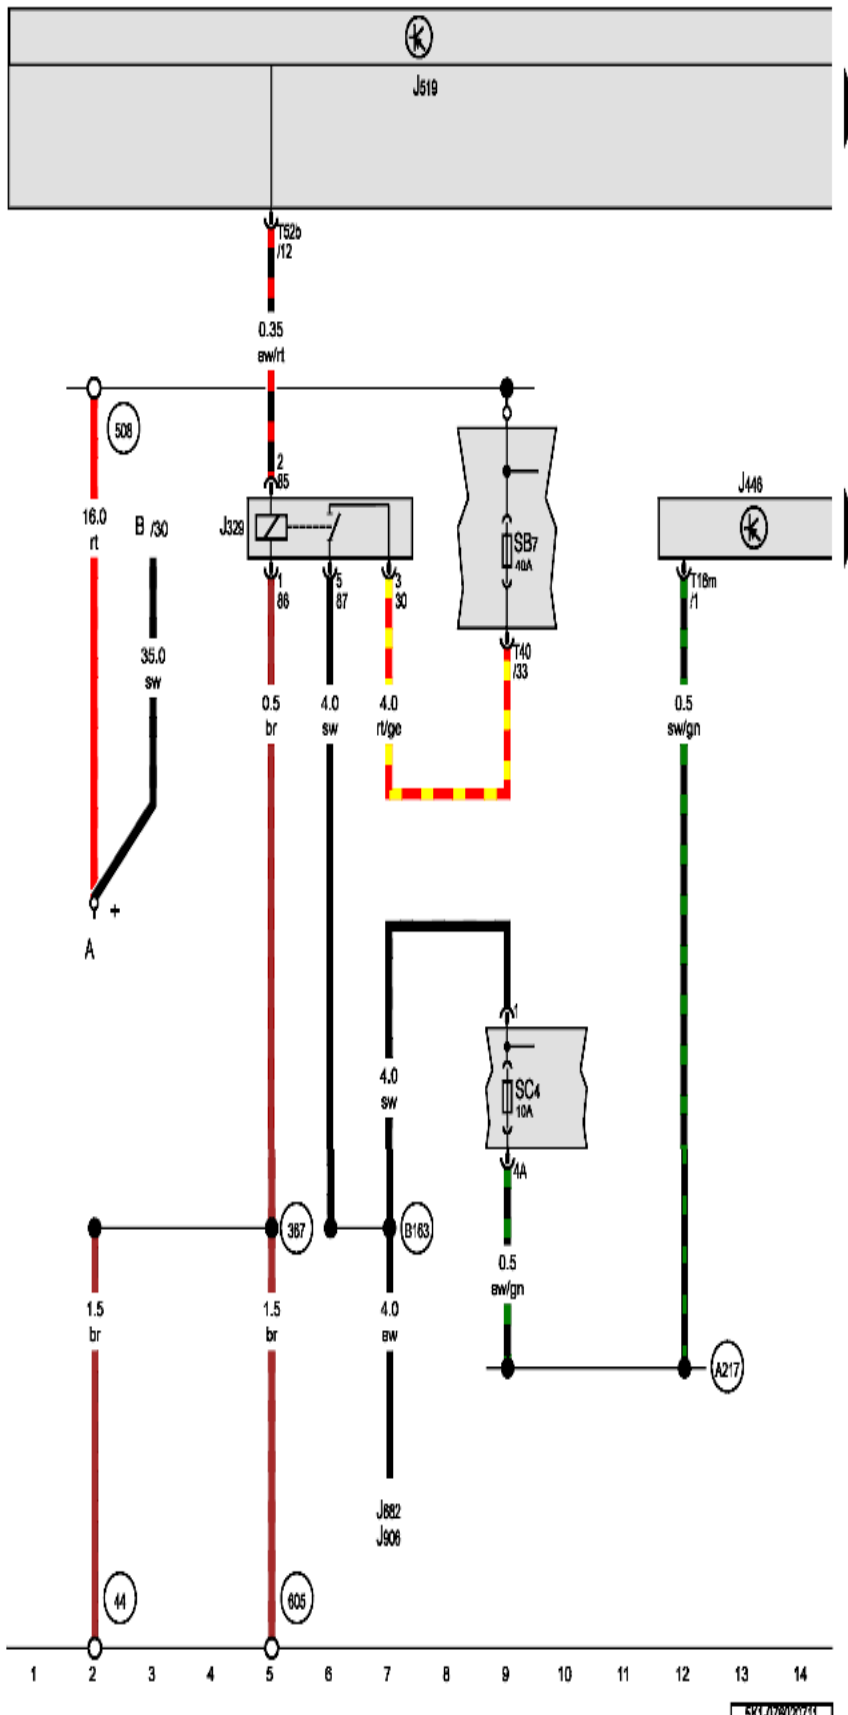 J519
T52b
/12
0.35
sw/rt
508
2
85
16.0
rt
B /30
J329
SB7
40A
J446
1
86
5
87
3
30
T16m
/1
T40
/33
35.0
sw
0.5
br
4.0
sw
4.0
rt/ge
0.5
sw/gn
+
A
1
4.0
sw
SC4
10A
4A
367
B163
0.5
sw/gn
1.5
br
1.5
br
4.0
sw
A217
J682
J906
44
605
1 2 3 4 5 6 7 8 9 10 11 12 13 14